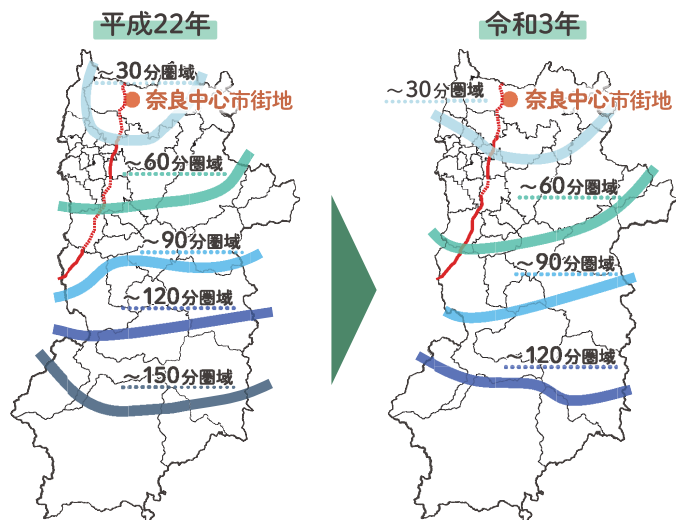 平成22年
~30分圏域
奈良中心市街地
~60分圏域
~90分圏域
~120分圏域
~150分圏域
令和3年
~30分圏域
奈良中心市街地
~60分圏域
~90分圏域
~120分圏域